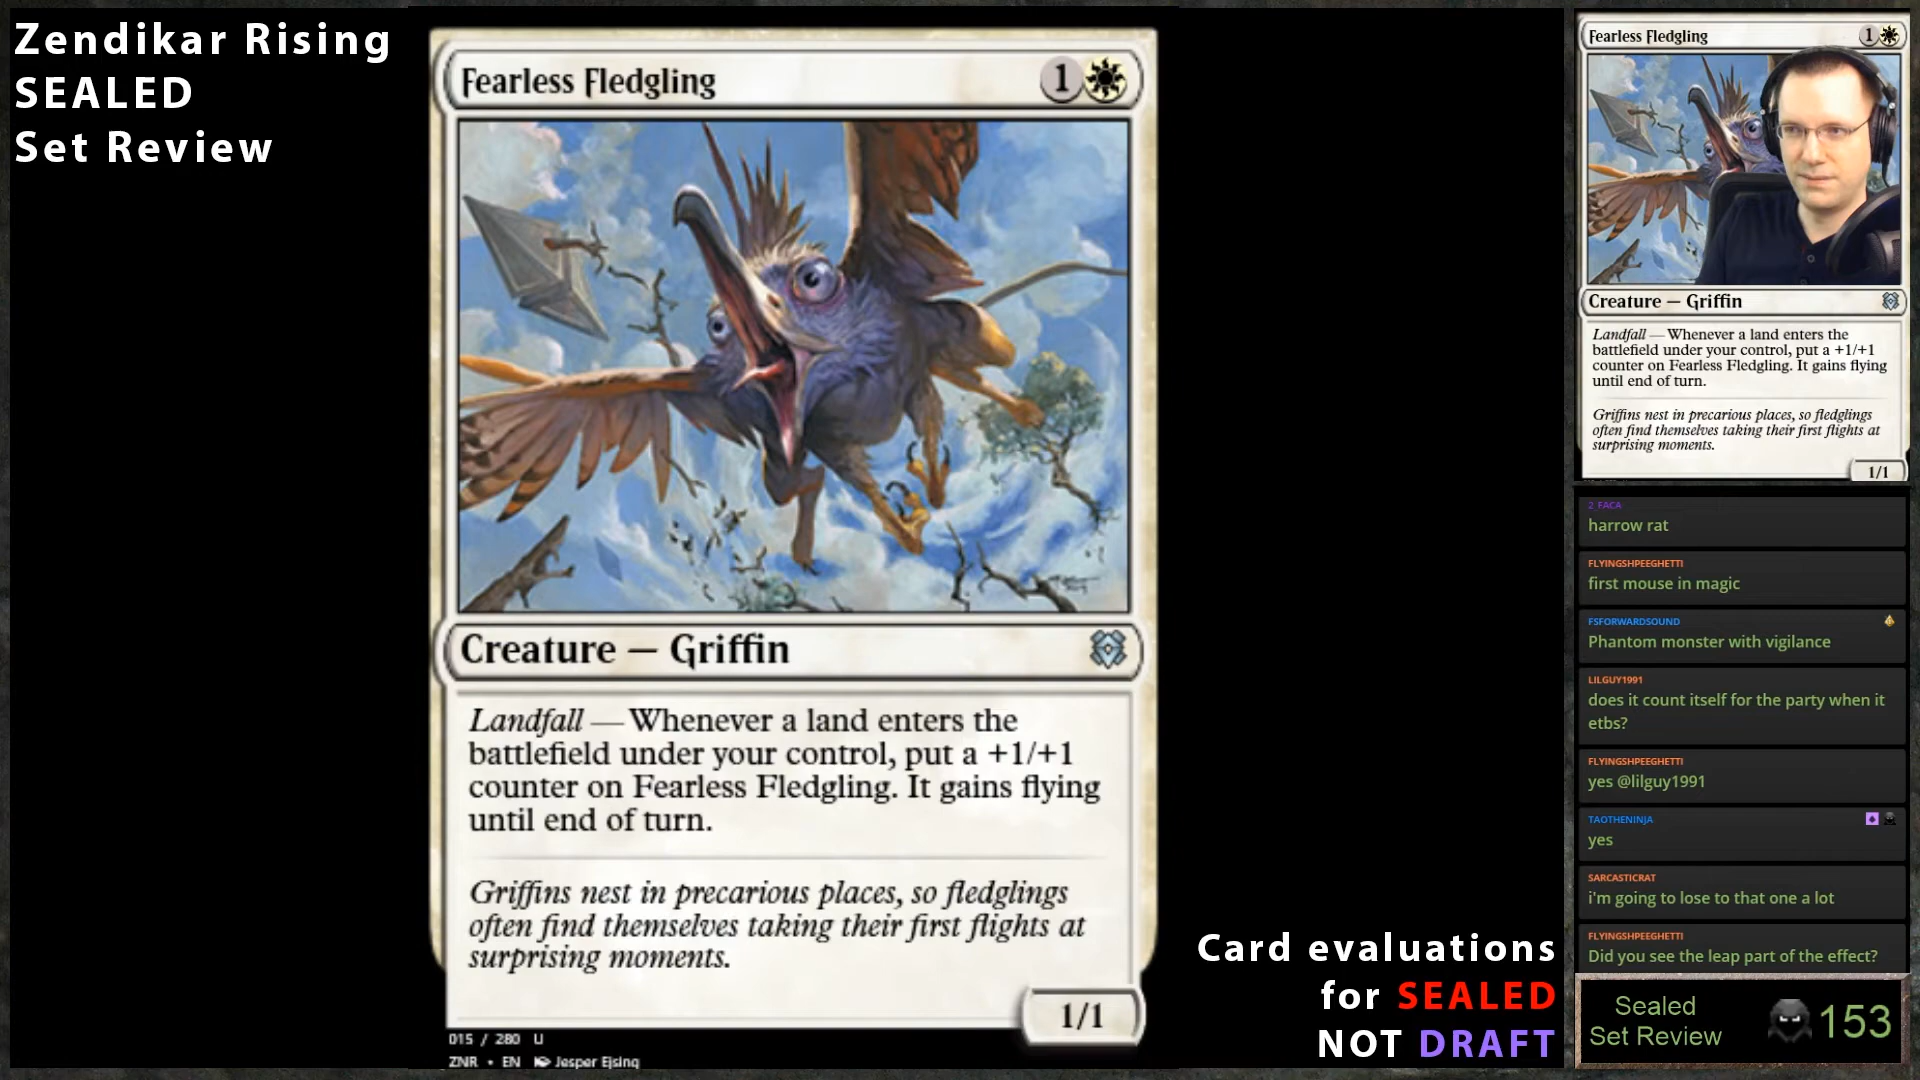 Zendikar Rising
SEALED
Set Review
Fearless Fledgling
1
Creature — Griffin
Landfall — Whenever a land enters the
battlefield under your control, put a +1/+1
counter on Fearless Fledgling. It gains flying
until end of turn.
Griffins nest in precarious places, so fledglings
often find themselves taking their first flights at
surprising moments.
1/1
015 / 280 U
ZNR • EN Jesper Ejsing
Card evaluations
for SEALED
NOT DRAFT
Fearless Fledgling
1
Creature — Griffin
Landfall — Whenever a land enters the
battlefield under your control, put a +1/+1
counter on Fearless Fledgling. It gains flying
until end of turn.
Griffins nest in precarious places, so fledglings
often find themselves taking their first flights at
surprising moments.
1/1
2 FACA
harrow rat
FLYINGSHPEEGHETTI
first mouse in magic
FSFORWARDSOUND
Phantom monster with vigilance
LILGUY1991
does it count itself for the party when it
etbs?
FLYINGSHPEEGHETTI
yes @lilguy1991
TAOTHENINJA
yes
SARCASTICRAT
i'm going to lose to that one a lot
FLYINGSHPEEGHETTI
Did you see the leap part of the effect?
Sealed
Set Review
153